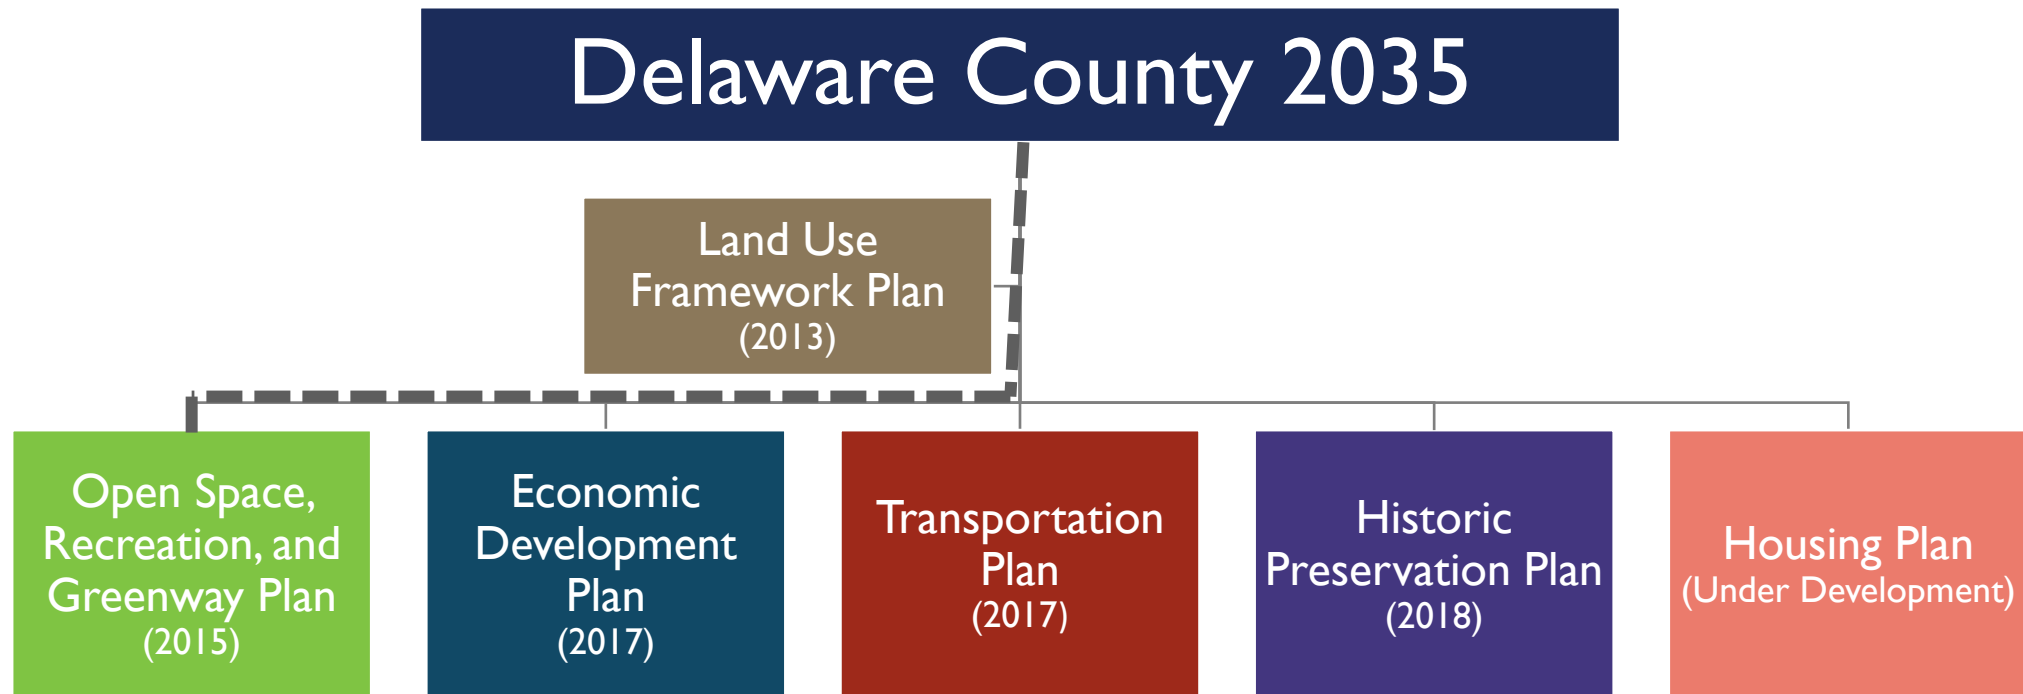 Delaware County 2035
Land Use
Framework Plan
(2013)
Open Space,
Recreation, and
Greenway Plan
(2015)
Economic
Development
Plan
(2017)
Transportation
Plan
(2017)
Historic
Preservation Plan
(2018)
Housing Plan
(Under Development)